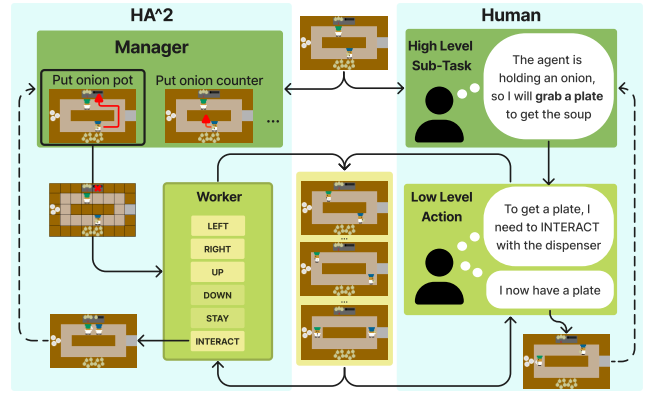 HA^2
Human
Manager
Put onion pot
Put onion counter
...
High Level
Sub-Task
The agent is
holding an onion,
so I will grab a plate
to get the soup
Worker
LEFT
RIGHT
UP
DOWN
STAY
INTERACT
...
...
Low Level
Action
To get a plate, I
need to INTERACT
with the dispenser
I now have a plate